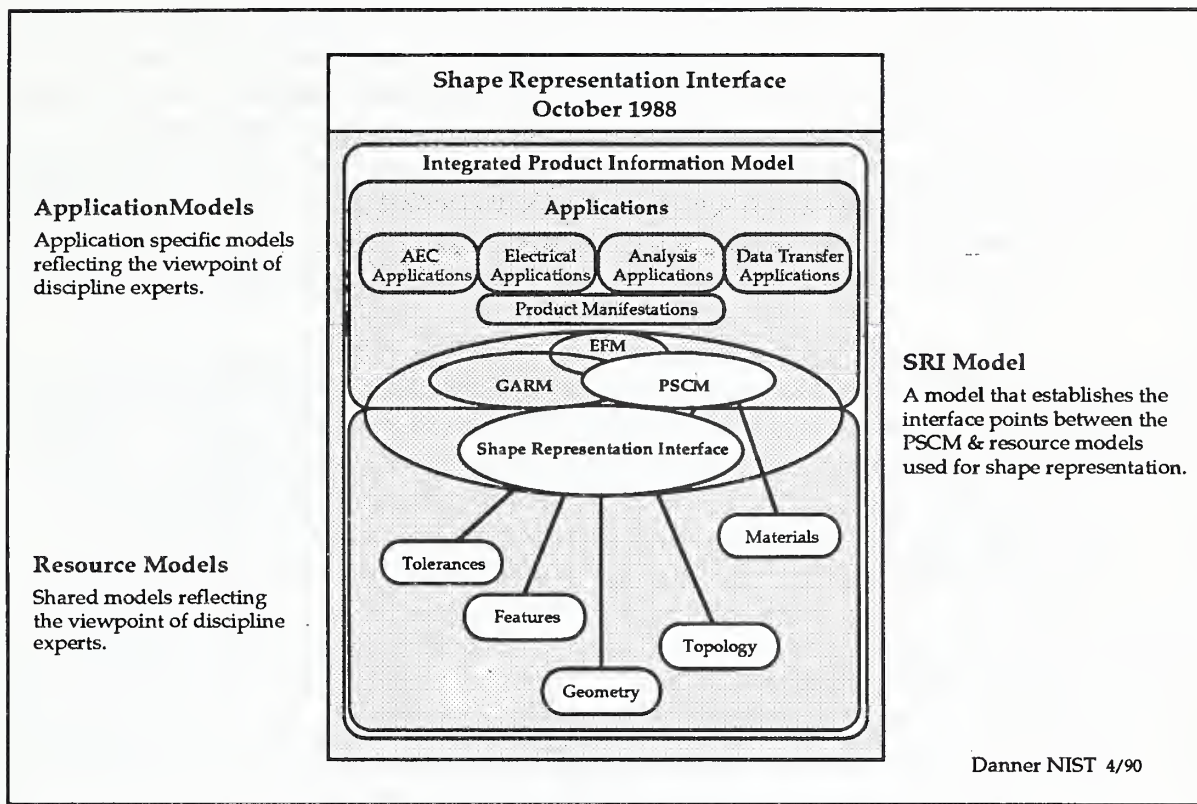 Shape Representation Interface
October 1988
Integrated Product Information Model
Applications
AEC
Applications
Electrical
Applications
Analysis
Applications
Data Transfer
Applications
Product Manifestations
EFM
GARM
PSCM
Shape Representation Interface
Tolerances
Features
Geometry
Topology
Materials
ApplicationModels
Application specific models
reflecting the viewpoint of
discipline experts.
Resource Models
Shared models reflecting
the viewpoint of discipline
experts.
SRI Model
A model that establishes the
interface points between the
PSCM & resource models
used for shape representation.
Danner NIST 4/90